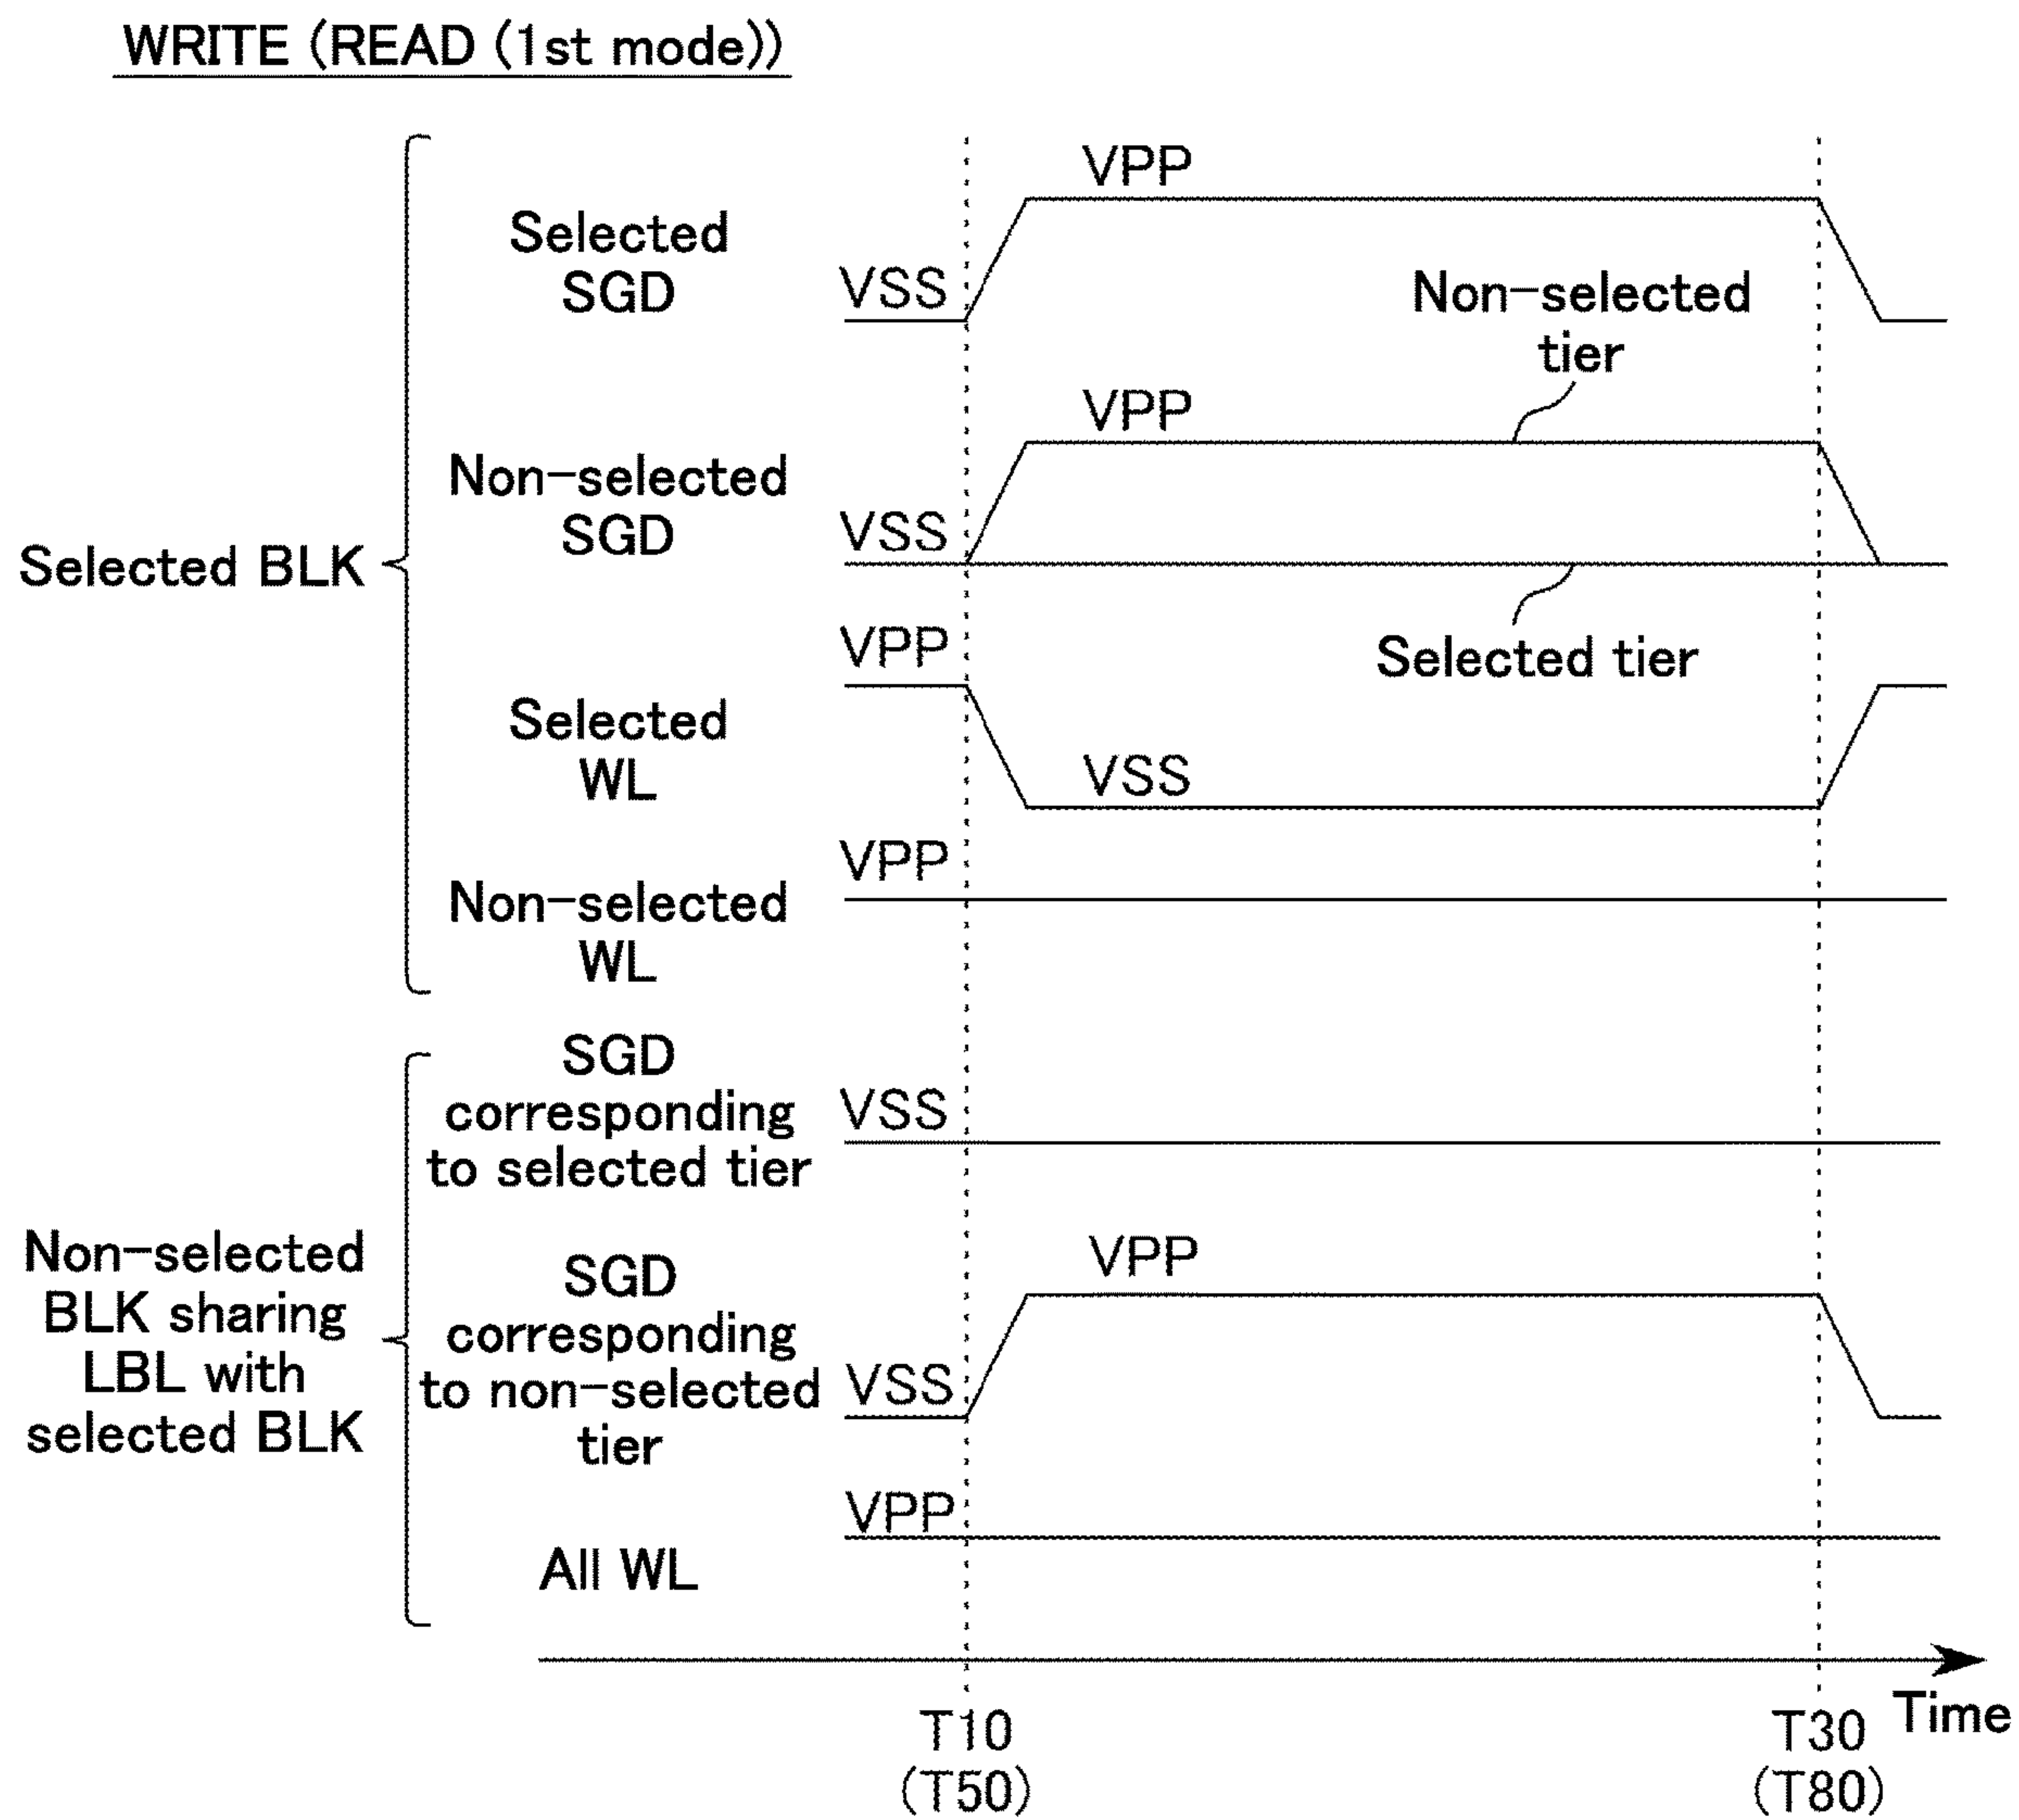 WRITE (READ (1st mode))
VPP
Selected
SGD
VSS
Non-selected
tier
VPP
Non-selected
SGD
VSS
Selected BLK
VPP
Selected tier
Selected
WL
VSS
VPP
Non-selected
WL
SGD
corresponding
to selected tier
VSS
Non-selected
BLK sharing
LBL with
selected BLK
VPP
SGD
corresponding
to non-selected
tier
VSS
VPP
All WL
Time
T10
(T50)
T30
(T80)